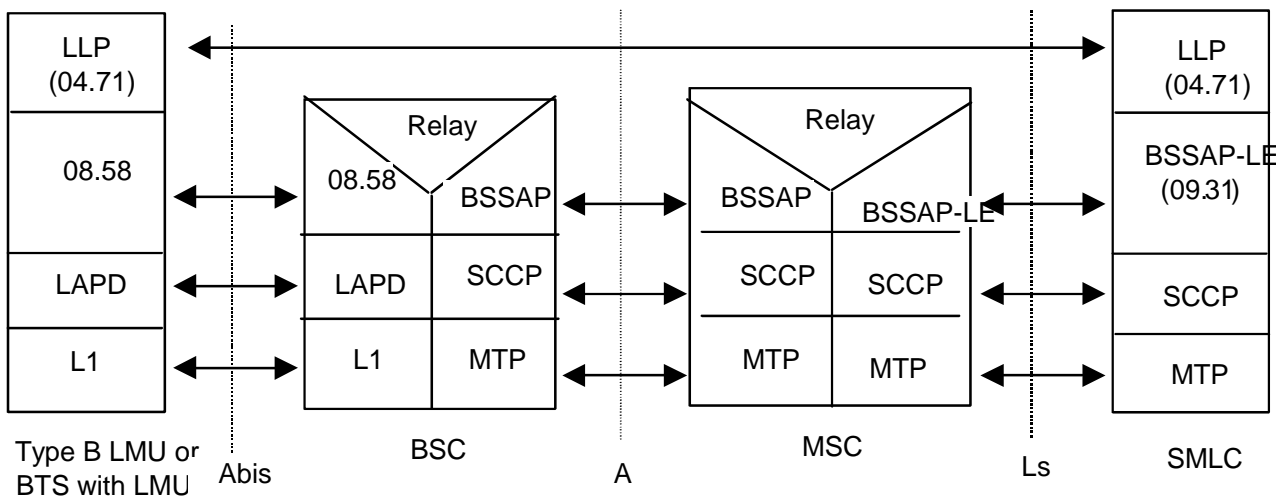 LLP
(04.71)
LLP
(04.71)
Relay
Relay
08.58
08.58
BSSAP
BSSAP
BSSAP-LE
BSSAP-LE
(09.31)
LAPD
LAPD
SCCP
SCCP
SCCP
SCCP
L1
L1
MTP
MTP
MTP
MTP
Type B LMU or
BTS with LMU
Abis
BSC
A
MSC
Ls
SMLC